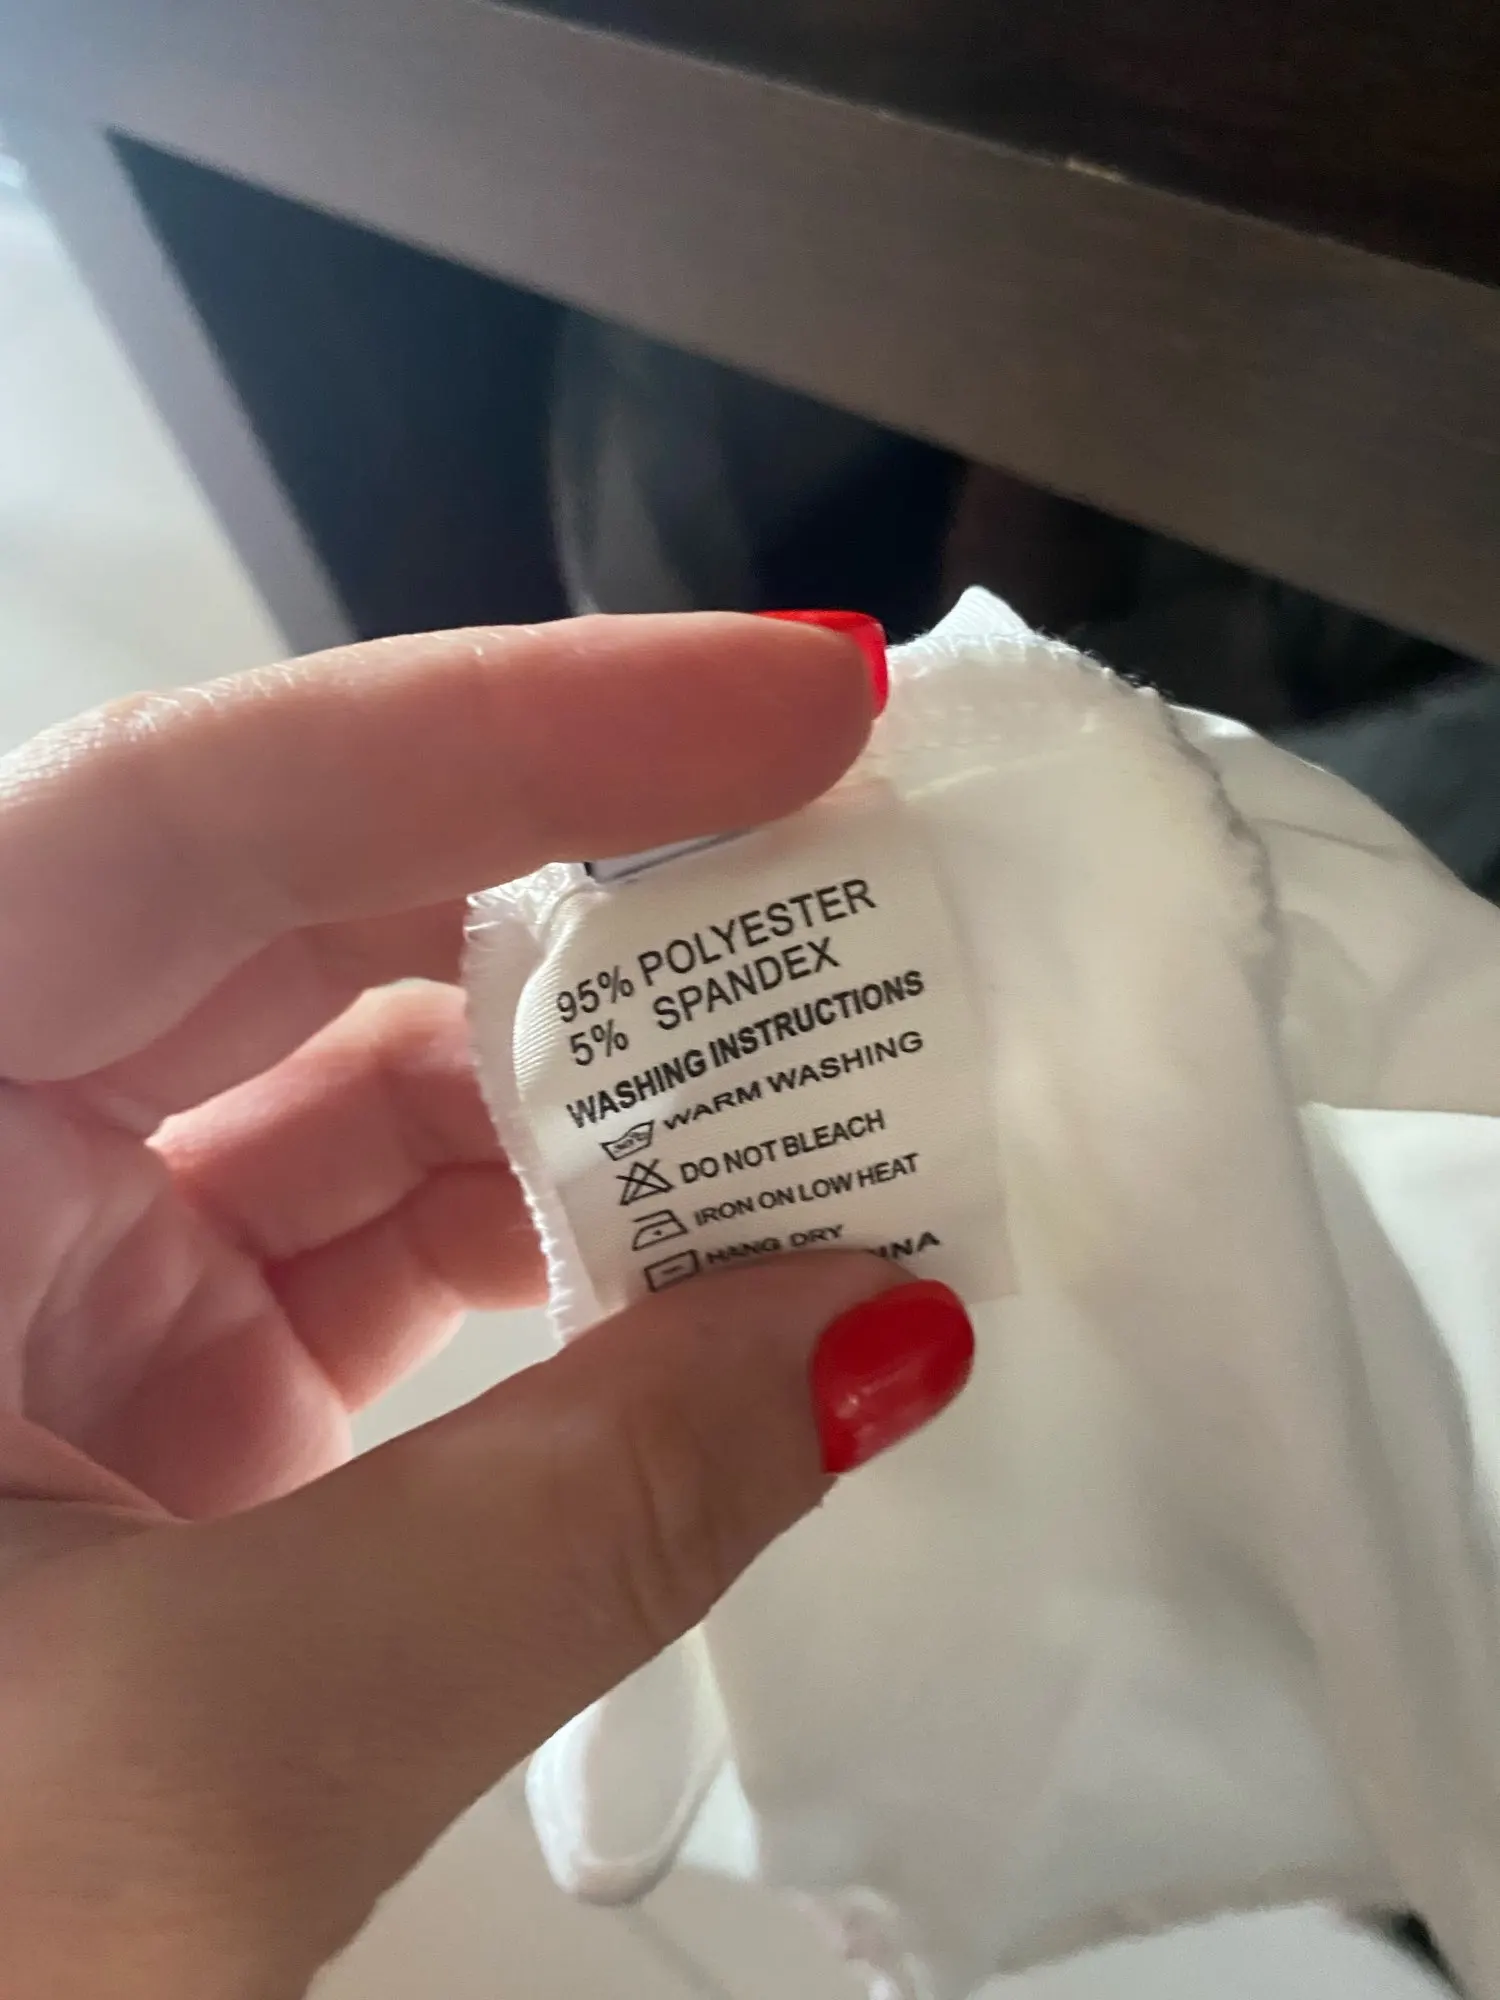 95% POLYESTER
5% SPANDEX
WASHING INSTRUCTIONS
WARM WASHING
DO NOT BLEACH
IRON ON LOW HEAT
HANG DRY